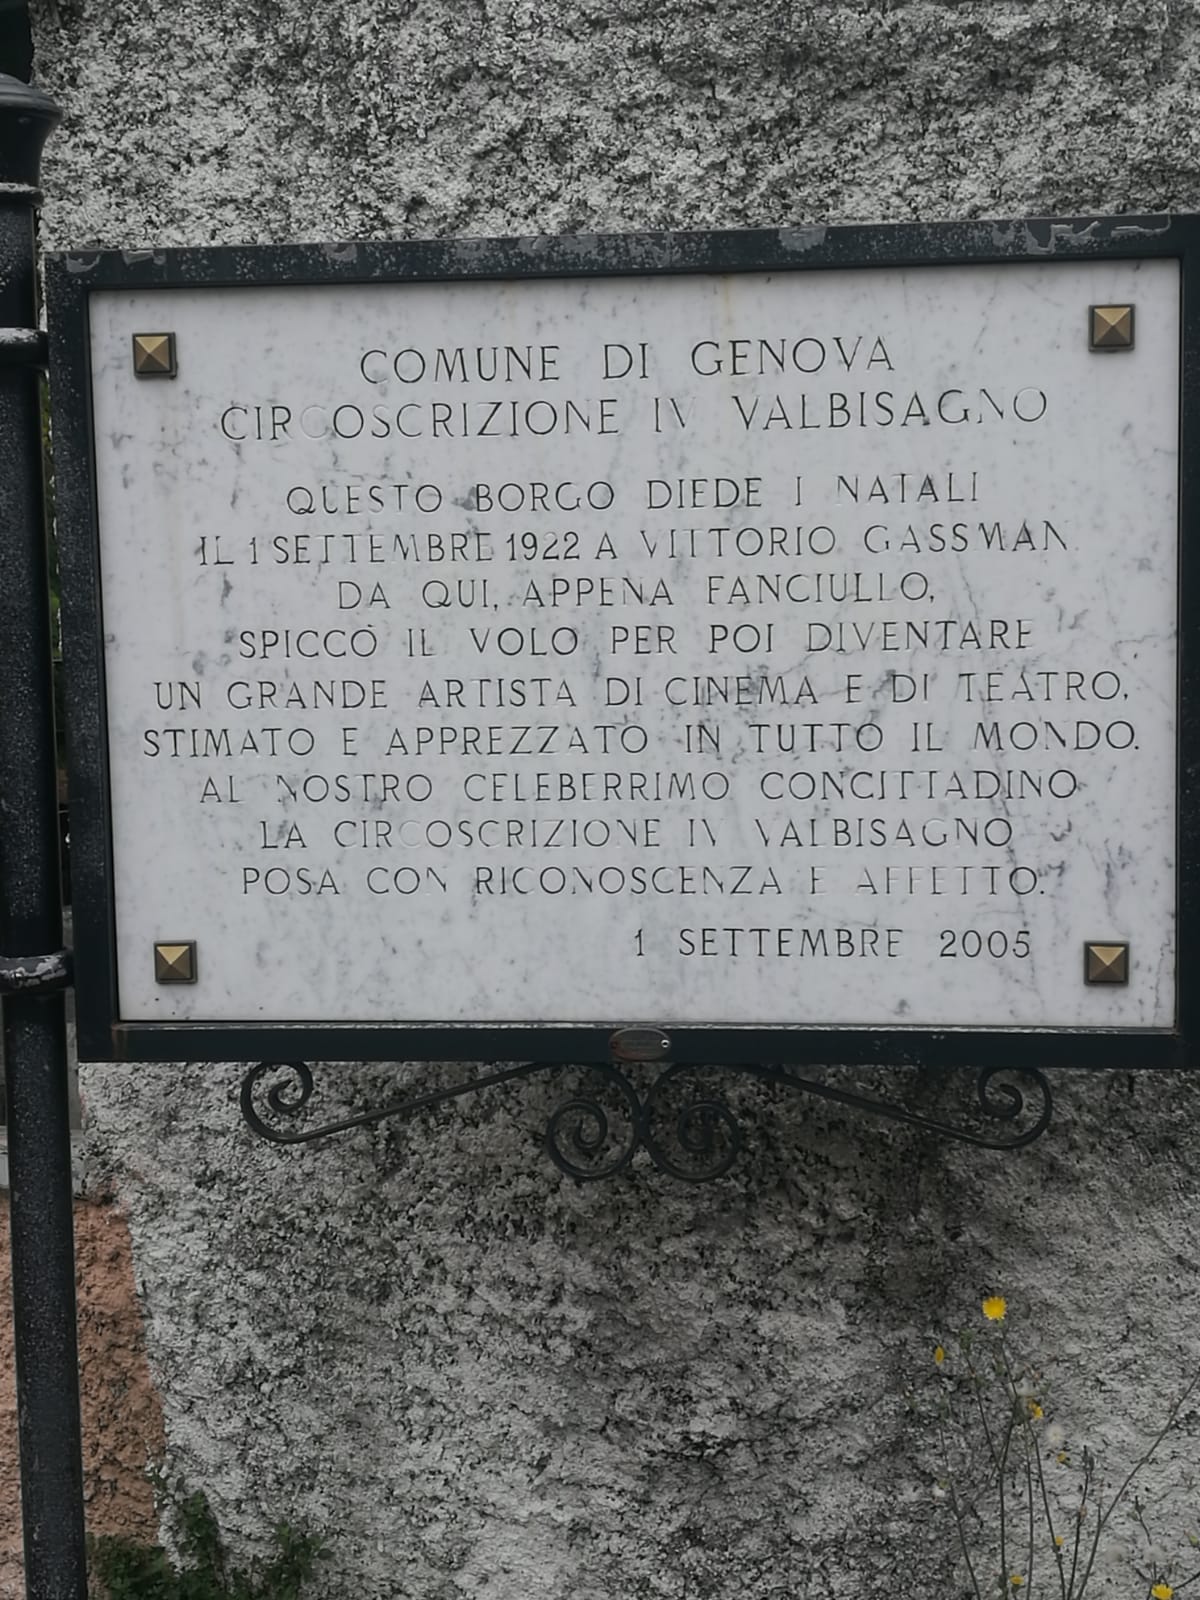 COMUNE DI GENOVA
CIRCOSCRIZIONE IV VALBISAGNO
QUESTO BORGO DIEDE I NATALI
IL 1 SETTEMBRE 1922 A VITTORIO GASSMAN.
DA QUI, APPENA FANCIULLO,
SPICCÒ IL VOLO PER POI DIVENTARE
UN GRANDE ARTISTA DI CINEMA E DI TEATRO,
STIMATO E APPREZZATO IN TUTTO IL MONDO.
AL NOSTRO CELEBERRIMO CONCITTADINO
LA CIRCOSCRIZIONE IV VALBISAGNO
POSA CON RICONOSCENZA E AFFETTO.
1 SETTEMBRE 2005